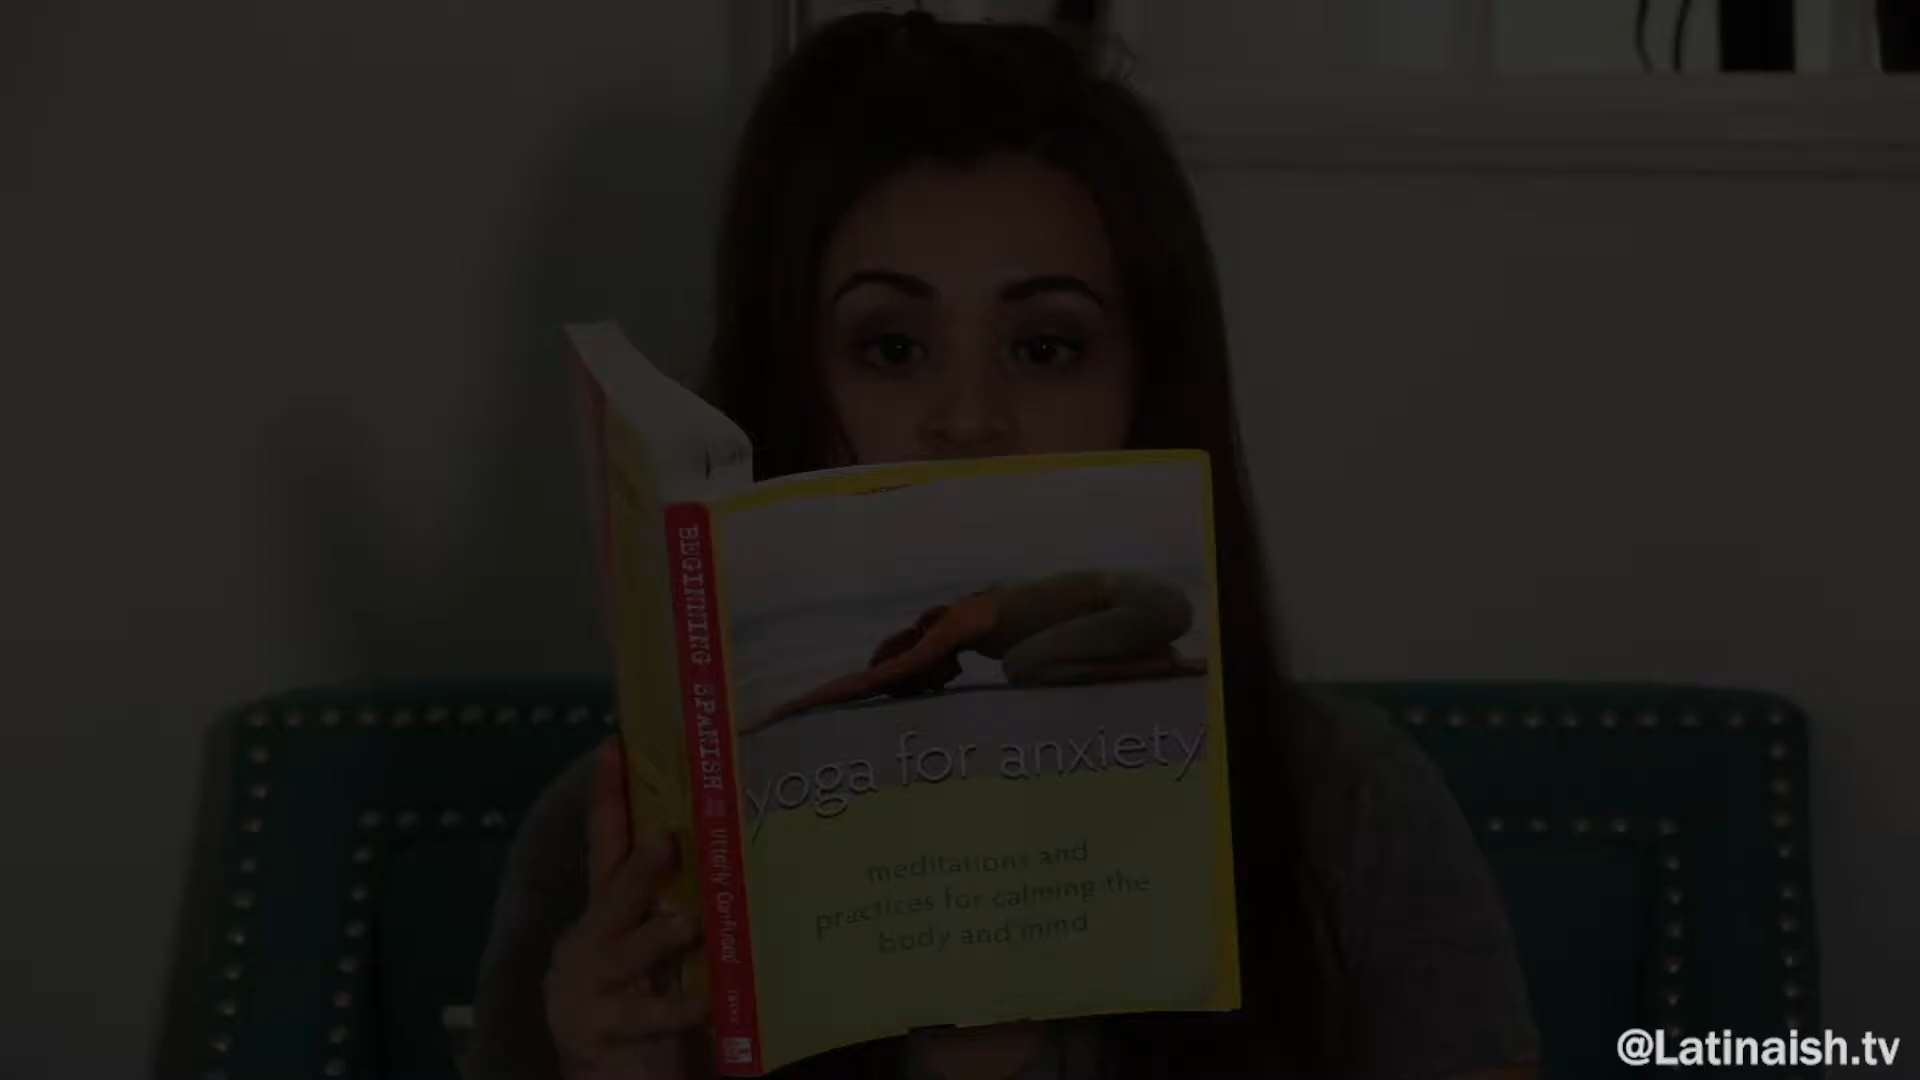 BEGINNING SPANISH
Utterly Confused
yoga for anxiety
meditations and
practices for calming the
body and mind
@Latinaish.tv